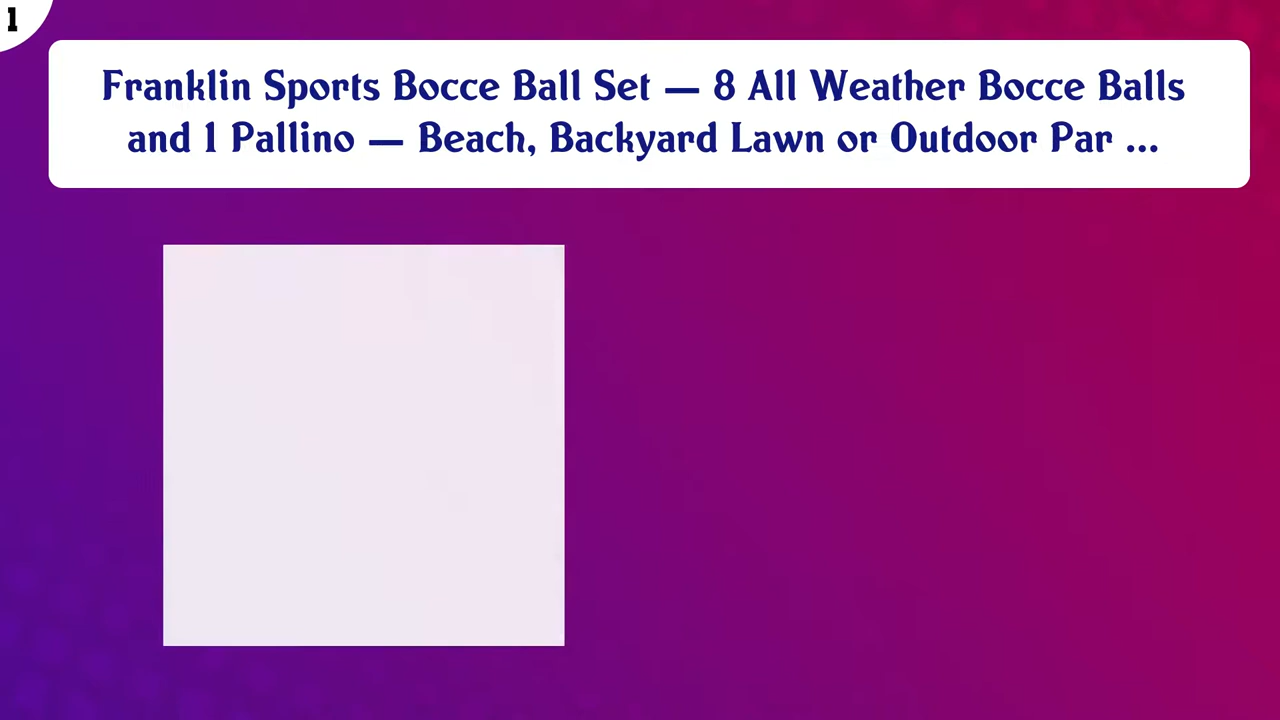 1
Franklin Sports Bocce Ball Set — 8 All Weather Bocce Balls
and 1 Pallino — Beach, Backyard Lawn or Outdoor Par ...